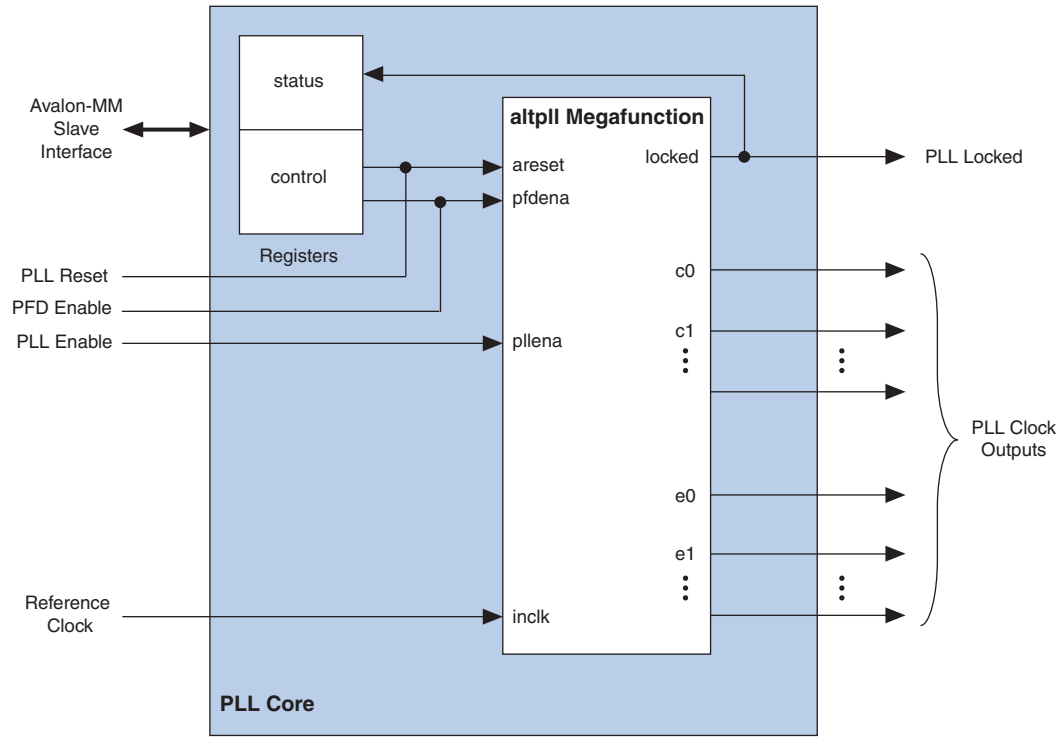 status
altpll Megafunction
Avalon-MM
Slave
Interface
locked
PLL Locked
control
areset
pfdena
Registers
PLL Reset
c0
PFD Enable
PLL Enable
pllena
c1
PLL Clock
Outputs
e0
e1
Reference
Clock
inclk
PLL Core